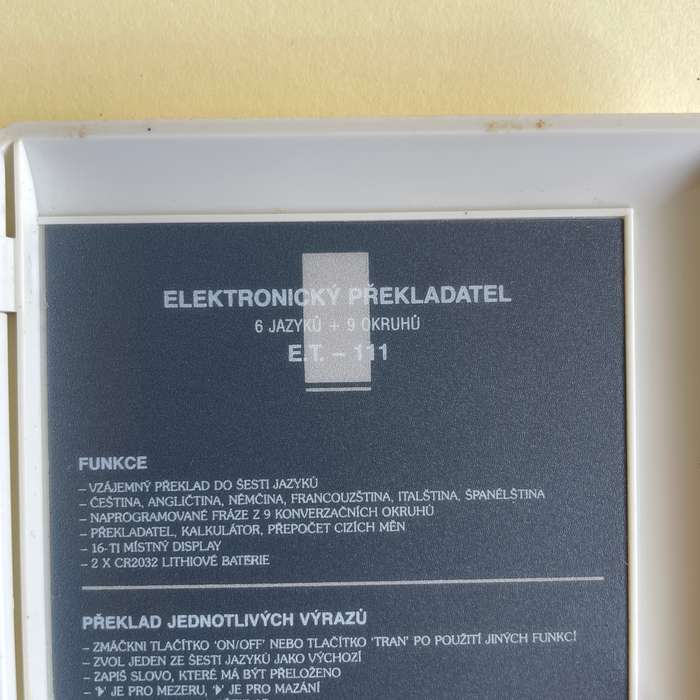 ELEKTRONICKÝ PŘEKLADATEL
6 JAZYKŮ + 9 OKRUHŮ
E.T. – 111
FUNKCE
– VZÁJEMNÝ PŘEKLAD DO ŠESTI JAZYKŮ
– ČEŠTINA, ANGLIČTINA, NĚMČINA, FRANCOUZŠTINA, ITALŠTINA, ŠPANĚLŠTINA
– NAPROGRAMOVANÉ FRÁZE Z 9 KONVERZAČNÍCH OKRUHŮ
– PŘEKLADATEL, KALKULÁTOR, PŘEPOČET CIZÍCH MĚN
– 16-TI MÍSTNÝ DISPLAY
– 2 X CR2032 LITHIOVÉ BATERIE
PŘEKLAD JEDNOTLIVÝCH VÝRAZŮ
– ZMÁČKNI TLAČÍTKO 'ON/OFF' NEBO TLAČÍTKO 'TRAN' PO POUŽITÍ JINÝCH FUNKCÍ
– ZVOL JEDEN ZE ŠESTI JAZYKŮ JAKO VÝCHOZÍ
– ZAPIŠ SLOVO, KTERÉ MÁ BÝT PŘELOŽENO
– JE PRO MEZERU, JE PRO MAZÁNÍ